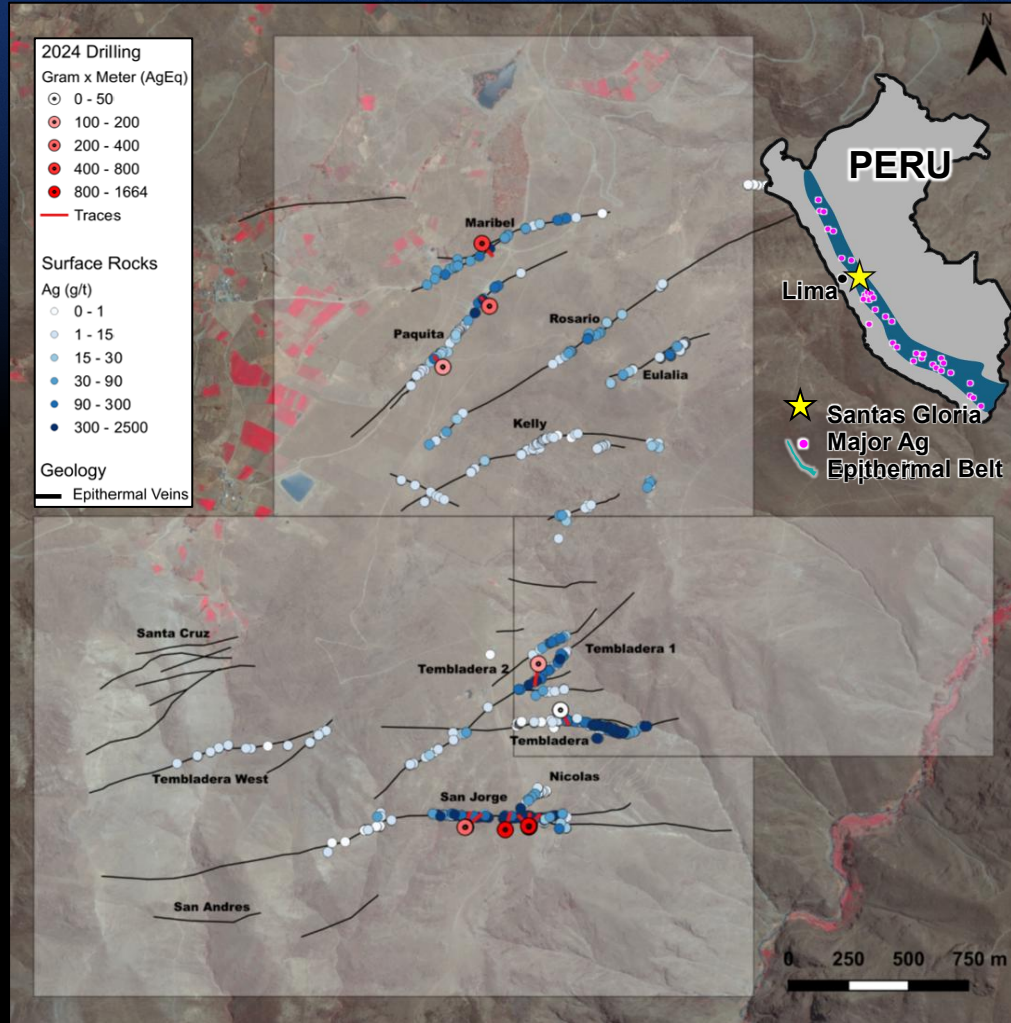 N
2024 Drilling
Gram x Meter (AgEq)
0 - 50
100 - 200
200 - 400
400 - 800
800 - 1664
Traces
Surface Rocks
Ag (g/t)
0 - 1
1 - 15
15 - 30
30 - 90
90 - 300
300 - 2500
Geology
Epithermal Veins
PERU
Lima
Santas Gloria
Major Ag
Epithermal Belt
Maribel
Paquita
Rosario
Eulalia
Kelly
Santa Cruz
Tembladera 1
Tembladera 2
Tembladera
Tembladera West
Nicolas
San Jorge
San Andres
0 250 500 750 m